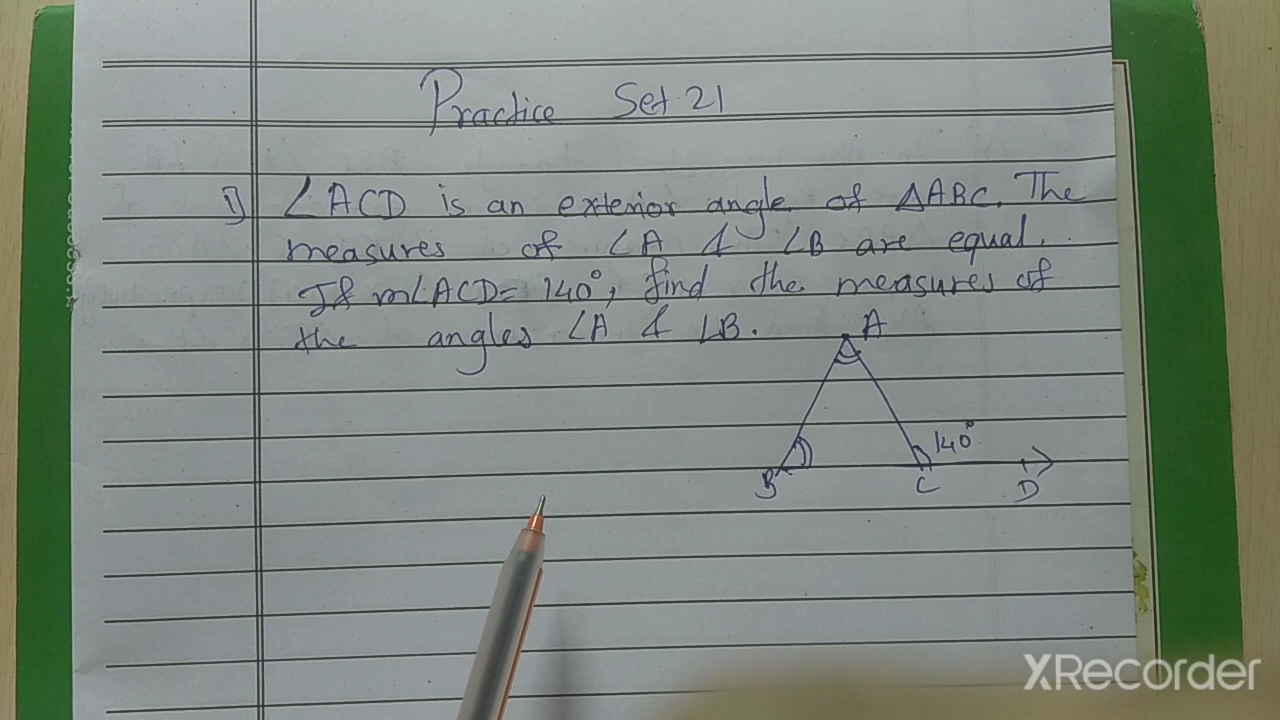 Practice Set 21
1) ∠ACD is an exterior angle of △ABC. The
measures of ∠A & ∠B are equal.
If m∠ACD = 140°, find the measures of
the angles ∠A & ∠B.
A
140°
B C D
XRecorder